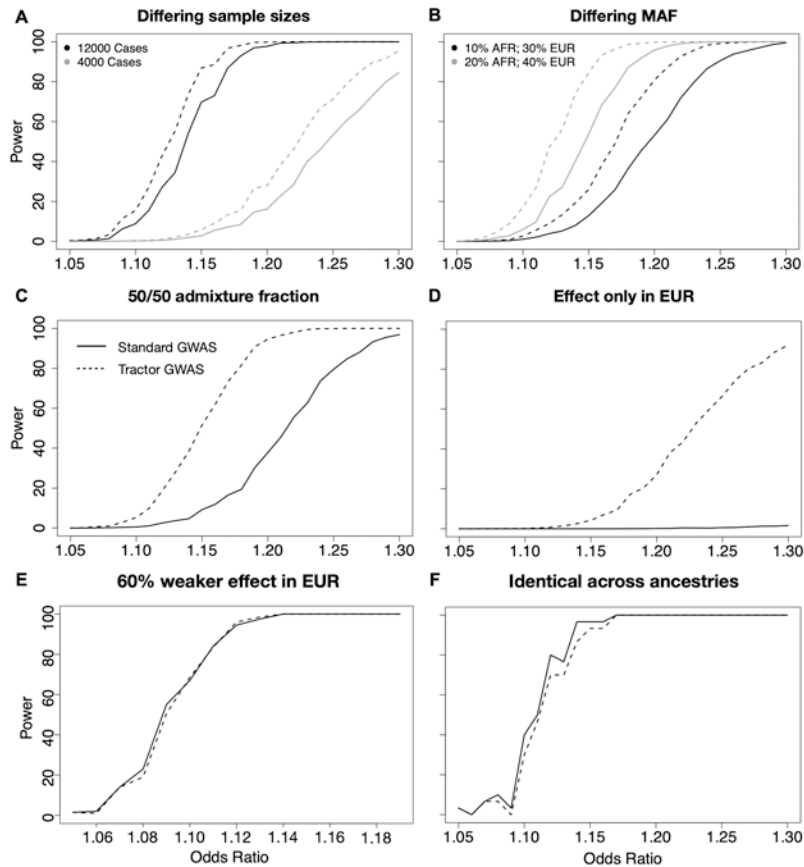 A Differing sample sizes
12000 Cases
4000 Cases
Power
0 20 40 60 80 100
1.05 1.10 1.15 1.20 1.25 1.30
B Differing MAF
10% AFR; 30% EUR
20% AFR; 40% EUR
1.05 1.10 1.15 1.20 1.25 1.30
C 50/50 admixture fraction
Standard GWAS
Tractor GWAS
Power
0 20 40 60 80 100
1.05 1.10 1.15 1.20 1.25 1.30
D Effect only in EUR
1.05 1.10 1.15 1.20 1.25 1.30
E 60% weaker effect in EUR
Power
0 20 40 60 80 100
1.06 1.08 1.10 1.12 1.14 1.16 1.18
Odds Ratio
F Identical across ancestries
1.05 1.10 1.15 1.20 1.25 1.30
Odds Ratio